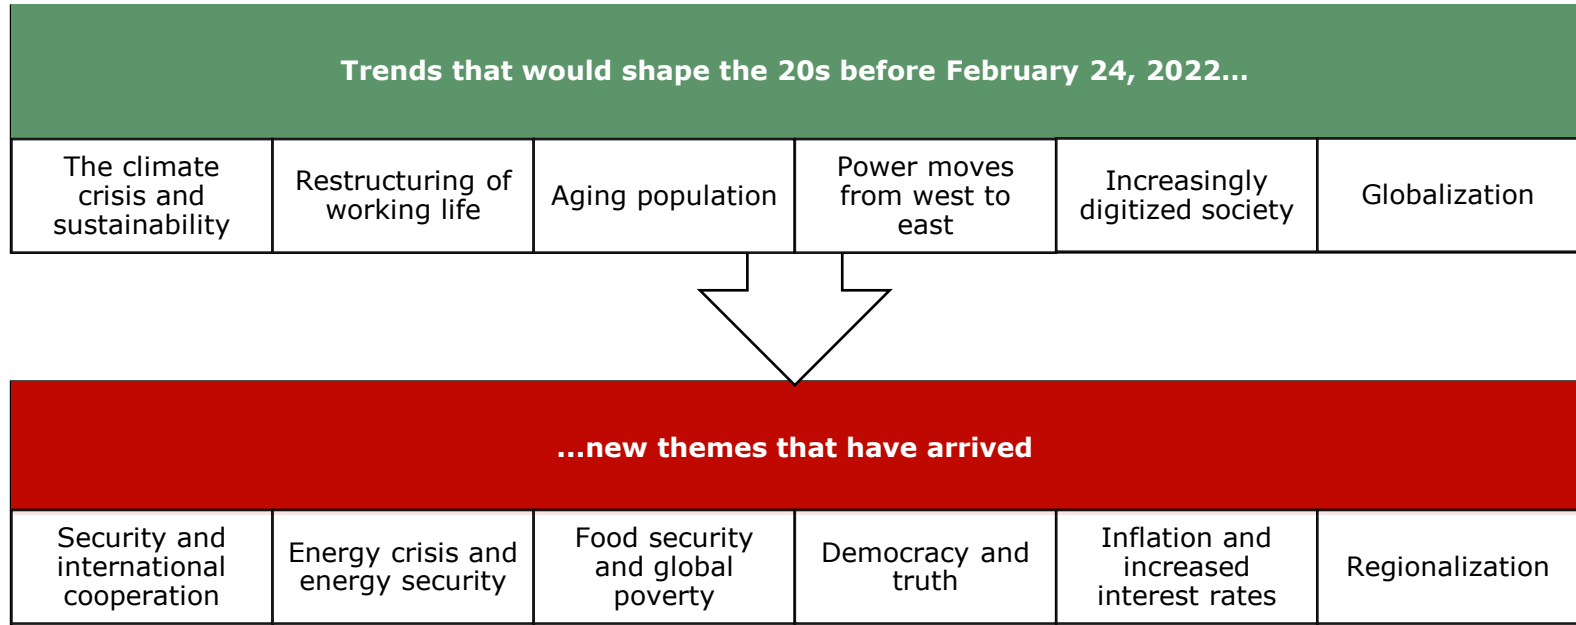 Trends that would shape the 20s before February 24, 2022...
The climate
crisis and
sustainability
Restructuring of
working life
Aging population
Power moves
from west to
east
Increasingly
digitized society
Globalization
...new themes that have arrived
Security and
international
cooperation
Energy crisis and
energy security
Food security
and global
poverty
Democracy and
truth
Inflation and
increased
interest rates
Regionalization